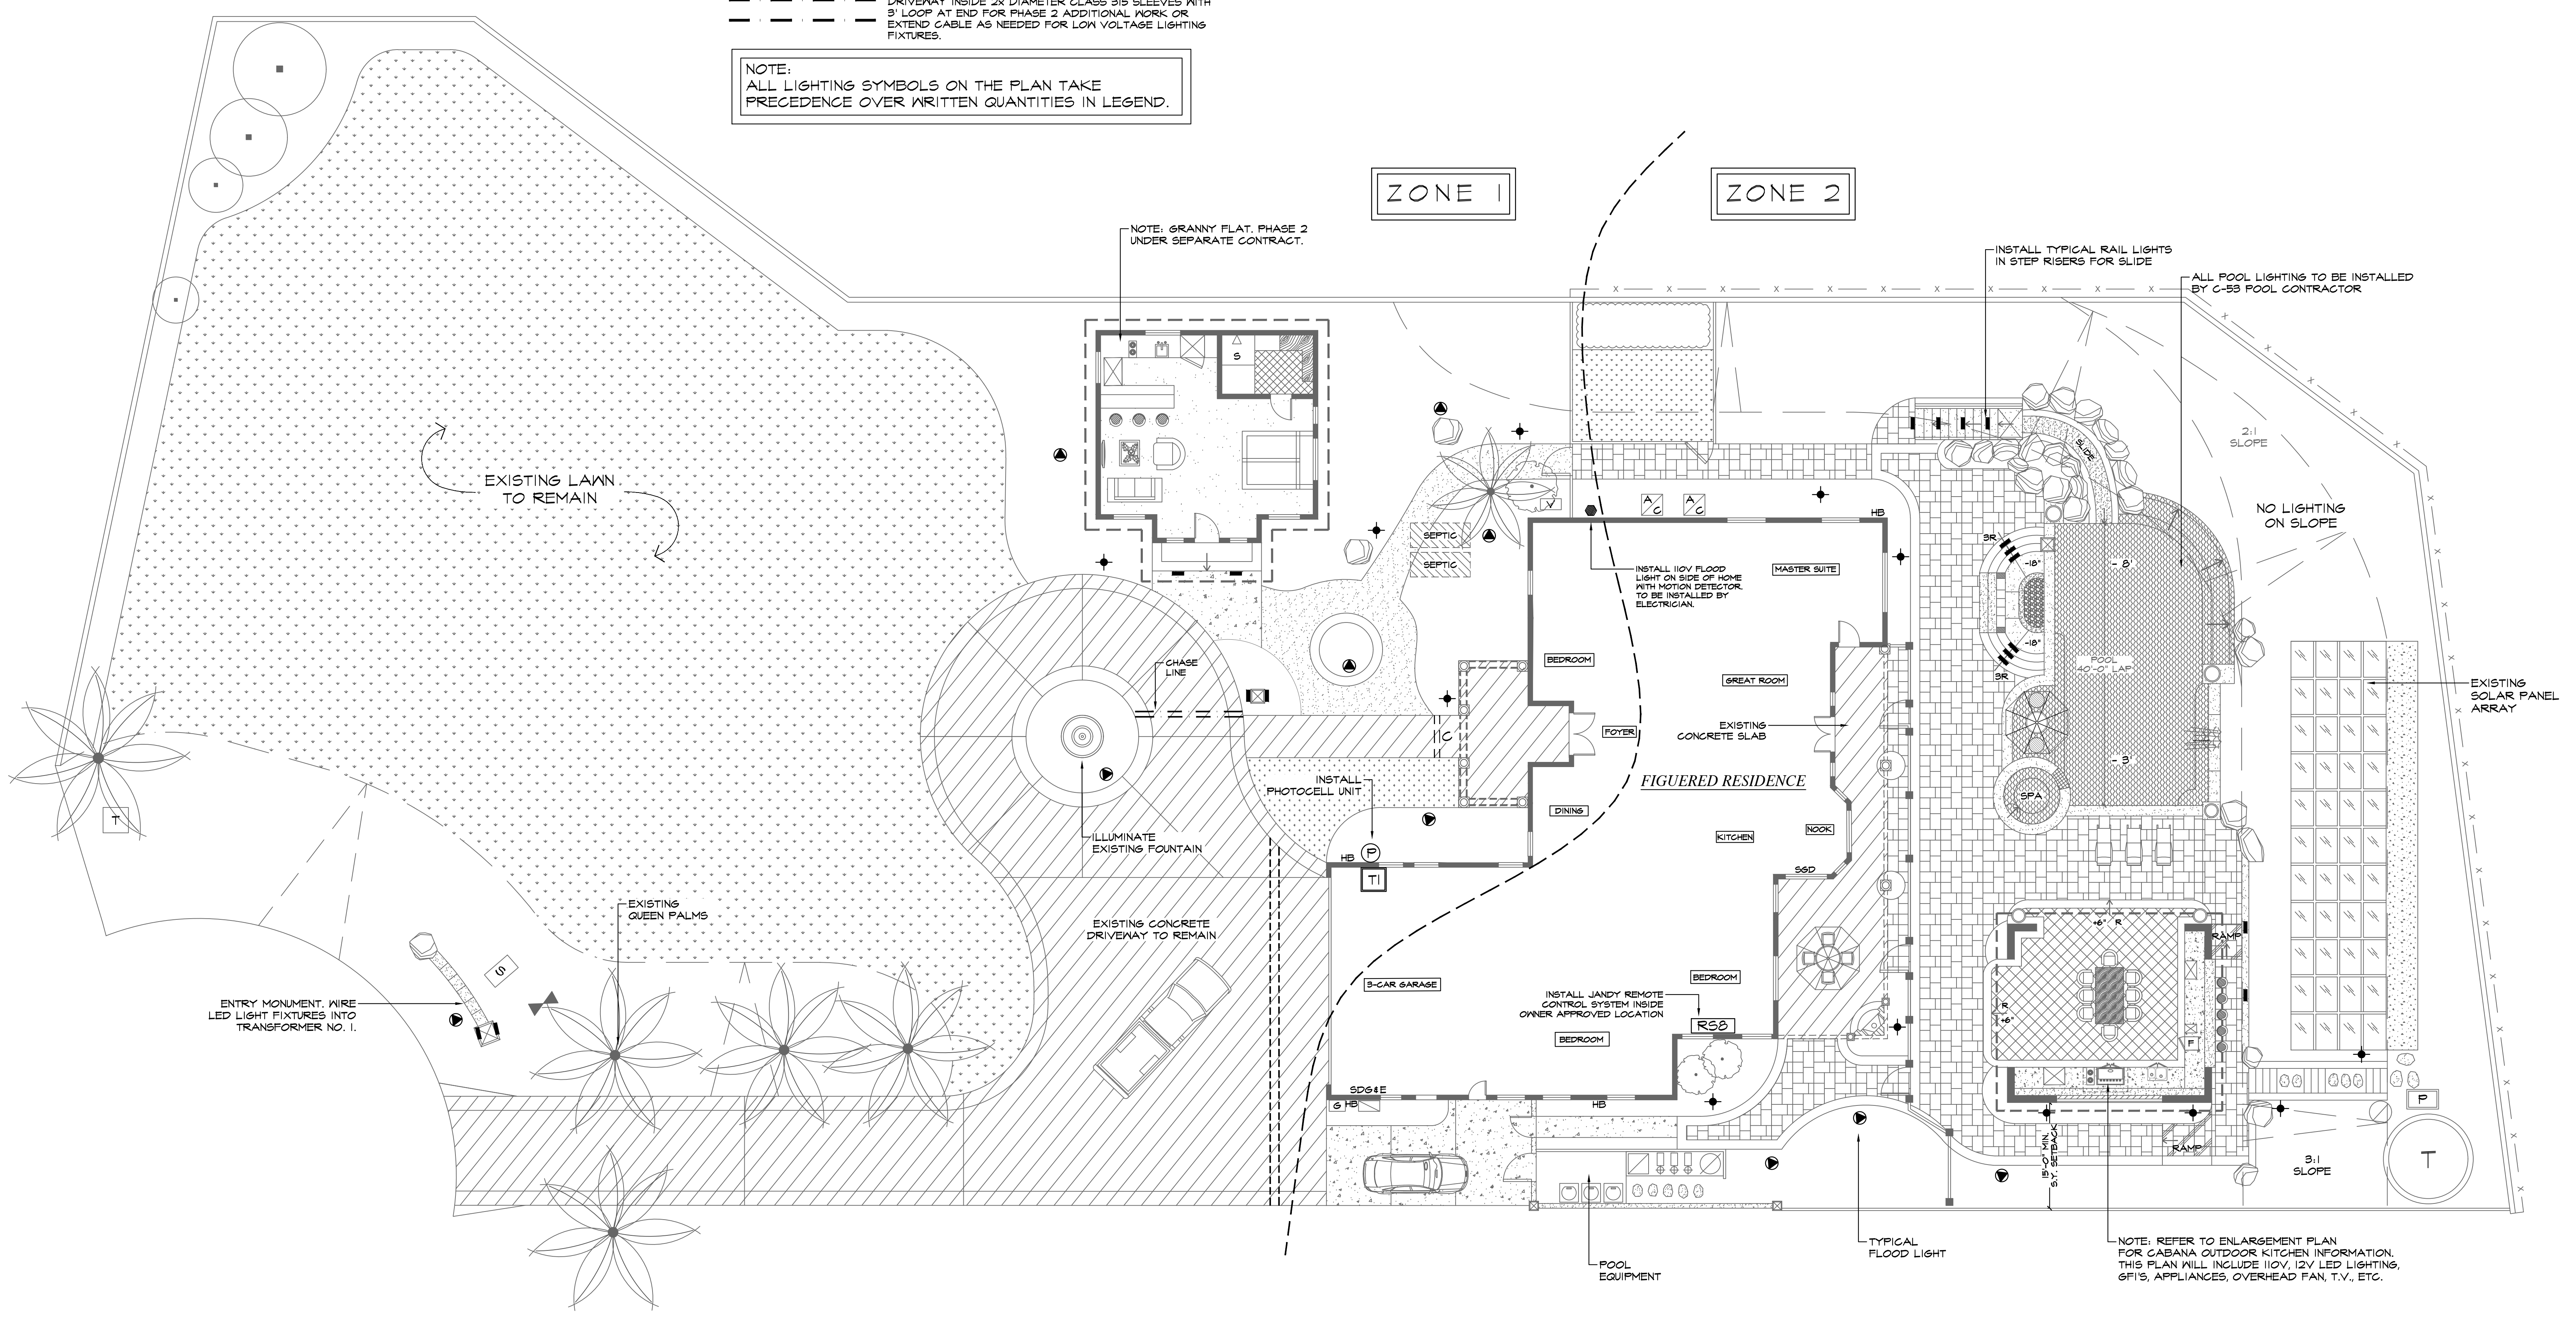 DRIVEWAY INSIDE 2X DIAMETER CLASS 315 SLEEVES WITH
3' LOOP AT END FOR PHASE 2 ADDITIONAL WORK OR
EXTEND CABLE AS NEEDED FOR LOW VOLTAGE LIGHTING
FIXTURES.
NOTE:
ALL LIGHTING SYMBOLS ON THE PLAN TAKE
PRECEDENCE OVER WRITTEN QUANTITIES IN LEGEND.
ZONE 1
ZONE 2
NOTE: GRANNY FLAT. PHASE 2
UNDER SEPARATE CONTRACT.
INSTALL TYPICAL RAIL LIGHTS
IN STEP RISERS FOR SLIDE
ALL POOL LIGHTING TO BE INSTALLED
BY C-53 POOL CONTRACTOR
S
SLIDE
2:1
SLOPE
EXISTING LAWN
TO REMAIN
NO LIGHTING
ON SLOPE
V
A/C
A/C
HB
SEPTIC
SEPTIC
INSTALL 110V FLOOD
LIGHT ON SIDE OF HOME
WITH MOTION DETECTOR.
TO BE INSTALLED BY
ELECTRICIAN.
MASTER SUITE
3R
-18"
- 8'
-18"
3R
POOL
40'-0" LAP
CHASE
LINE
BEDROOM
GREAT ROOM
EXISTING
SOLAR PANEL
ARRAY
C
FOYER
EXISTING
CONCRETE SLAB
- 3'
INSTALL
PHOTOCELL UNIT
FIGUERED RESIDENCE
SPA
DINING
T
ILLUMINATE
EXISTING FOUNTAIN
KITCHEN
NOOK
HB
P
T1
SGD
EXISTING
QUEEN PALMS
EXISTING CONCRETE
DRIVEWAY TO REMAIN
+6"
R
RAMP
S
3-CAR GARAGE
BEDROOM
ENTRY MONUMENT. WIRE
LED LIGHT FIXTURES INTO
TRANSFORMER NO. 1.
INSTALL JANDY REMOTE
CONTROL SYSTEM INSIDE
OWNER APPROVED LOCATION
RS8
R
+6"
BEDROOM
F
SDG&E
G
HB
HB
P
15'-0" MIN.
S.Y. SETBACK
RAMP
3:1
SLOPE
T
POOL
EQUIPMENT
TYPICAL
FLOOD LIGHT
NOTE: REFER TO ENLARGEMENT PLAN
FOR CABANA OUTDOOR KITCHEN INFORMATION.
THIS PLAN WILL INCLUDE 110V, 12V LED LIGHTING,
GFI'S, APPLIANCES, OVERHEAD FAN, T.V., ETC.